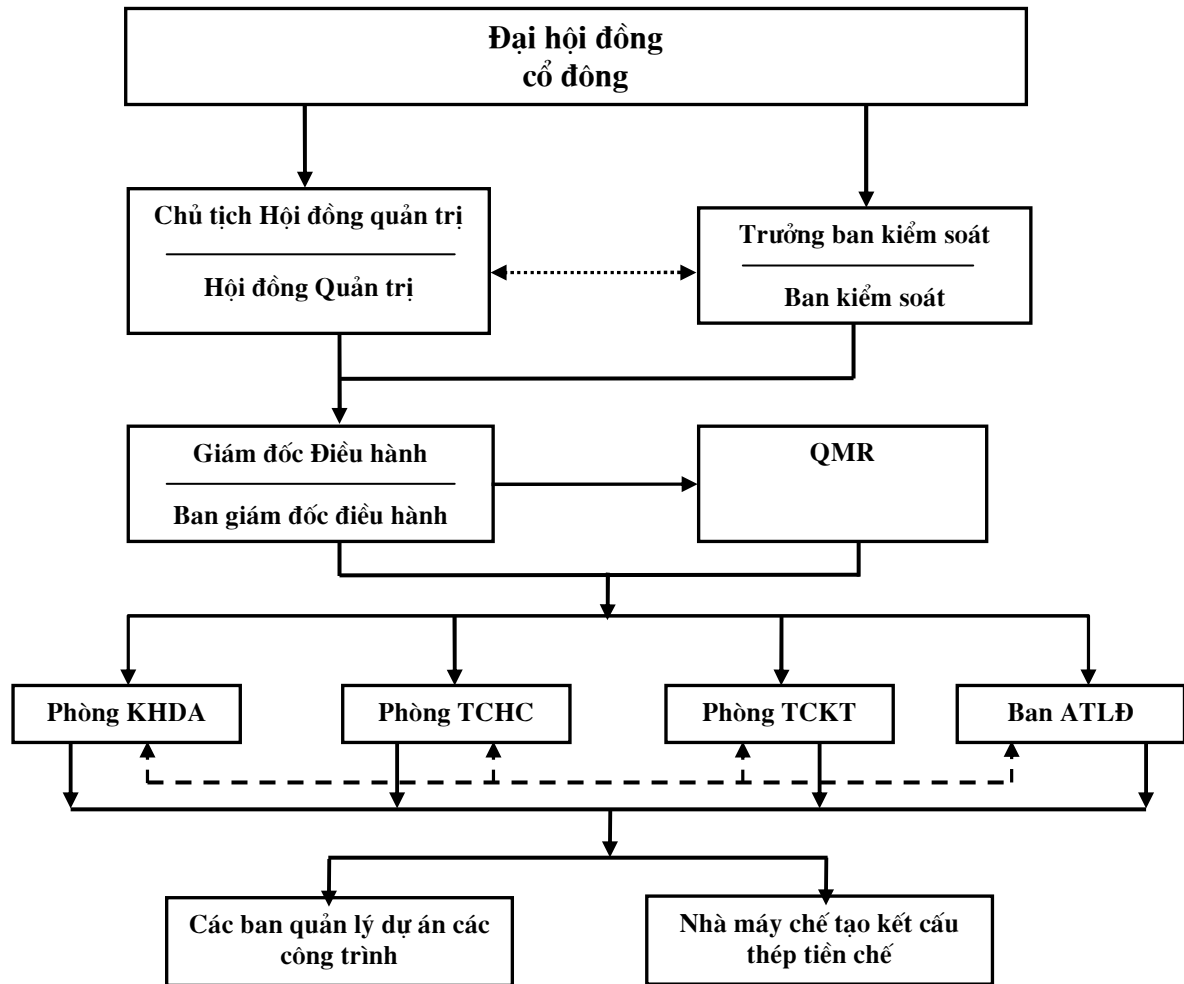 Đại hội đồng
cổ đông
Chủ tịch Hội đồng quản trị
Hội đồng Quản trị
Trưởng ban kiểm soát
Ban kiểm soát
Giám đốc Điều hành
Ban giám đốc điều hành
QMR
Phòng KHDA
Phòng TCHC
Phòng TCKT
Ban ATLĐ
Các ban quản lý dự án các
công trình
Nhà máy chế tạo kết cấu
thép tiền chế